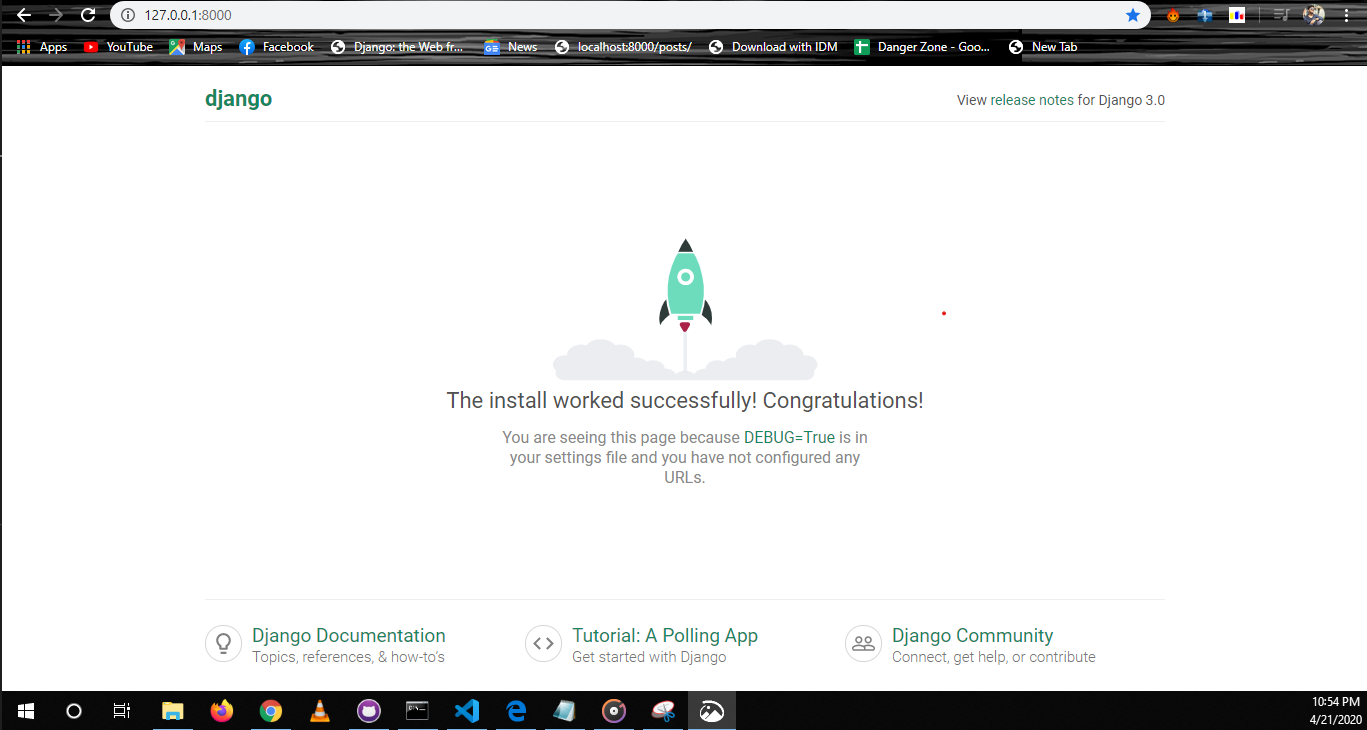 127.0.0.1:8000
Apps YouTube Maps Facebook Django: the Web fr... News localhost:8000/posts/ Download with IDM Danger Zone - Goo... New Tab
django
View release notes for Django 3.0
The install worked successfully! Congratulations!
You are seeing this page because DEBUG=True is in
your settings file and you have not configured any
URLs.
Django Documentation
Topics, references, & how-to's
Tutorial: A Polling App
Get started with Django
Django Community
Connect, get help, or contribute
10:54 PM
4/21/2020